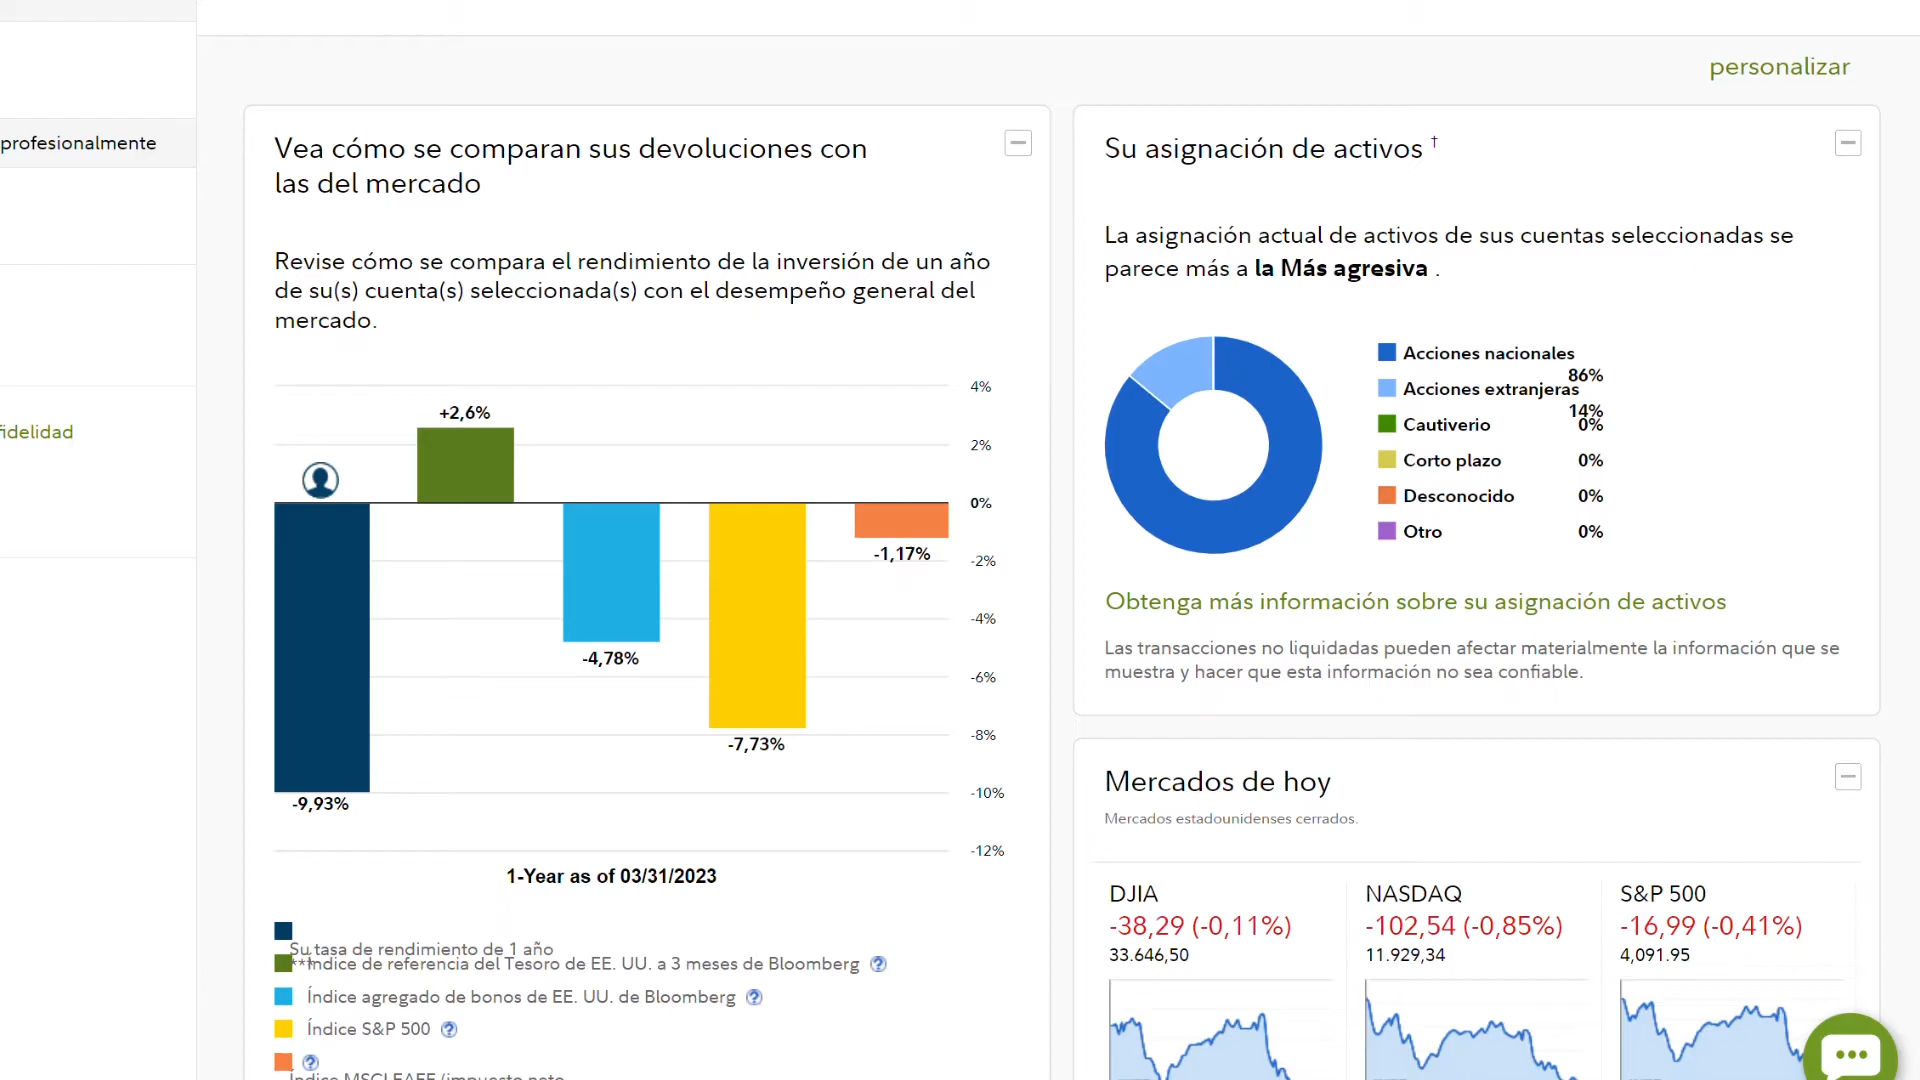 personalizar
profesionalmente
fidelidad
Vea cómo se comparan sus devoluciones con
las del mercado
Revise cómo se compara el rendimiento de la inversión de un año
de su(s) cuenta(s) seleccionada(s) con el desempeño general del
mercado.
4%
+2,6%
2%
0%
-1,17%
-2%
-4%
-4,78%
-6%
-8%
-7,73%
-10%
-9,93%
-12%
1-Year as of 03/31/2023
Su tasa de rendimiento de 1 año
***Índice de referencia del Tesoro de EE. UU. a 3 meses de Bloomberg ?
Índice agregado de bonos de EE. UU. de Bloomberg ?
Índice S&P 500 ?
?
Índice MSCI EAFE (impuesto neto
Su asignación de activos †
La asignación actual de activos de sus cuentas seleccionadas se
parece más a la Más agresiva .
Acciones nacionales
86%
Acciones extranjeras
14%
Cautiverio 0%
Corto plazo 0%
Desconocido 0%
Otro 0%
Obtenga más información sobre su asignación de activos
Las transacciones no liquidadas pueden afectar materialmente la información que se
muestra y hacer que esta información no sea confiable.
Mercados de hoy
Mercados estadounidenses cerrados.
DJIA
-38,29 (-0,11%)
33.646,50
NASDAQ
-102,54 (-0,85%)
11.929,34
S&P 500
-16,99 (-0,41%)
4,091.95